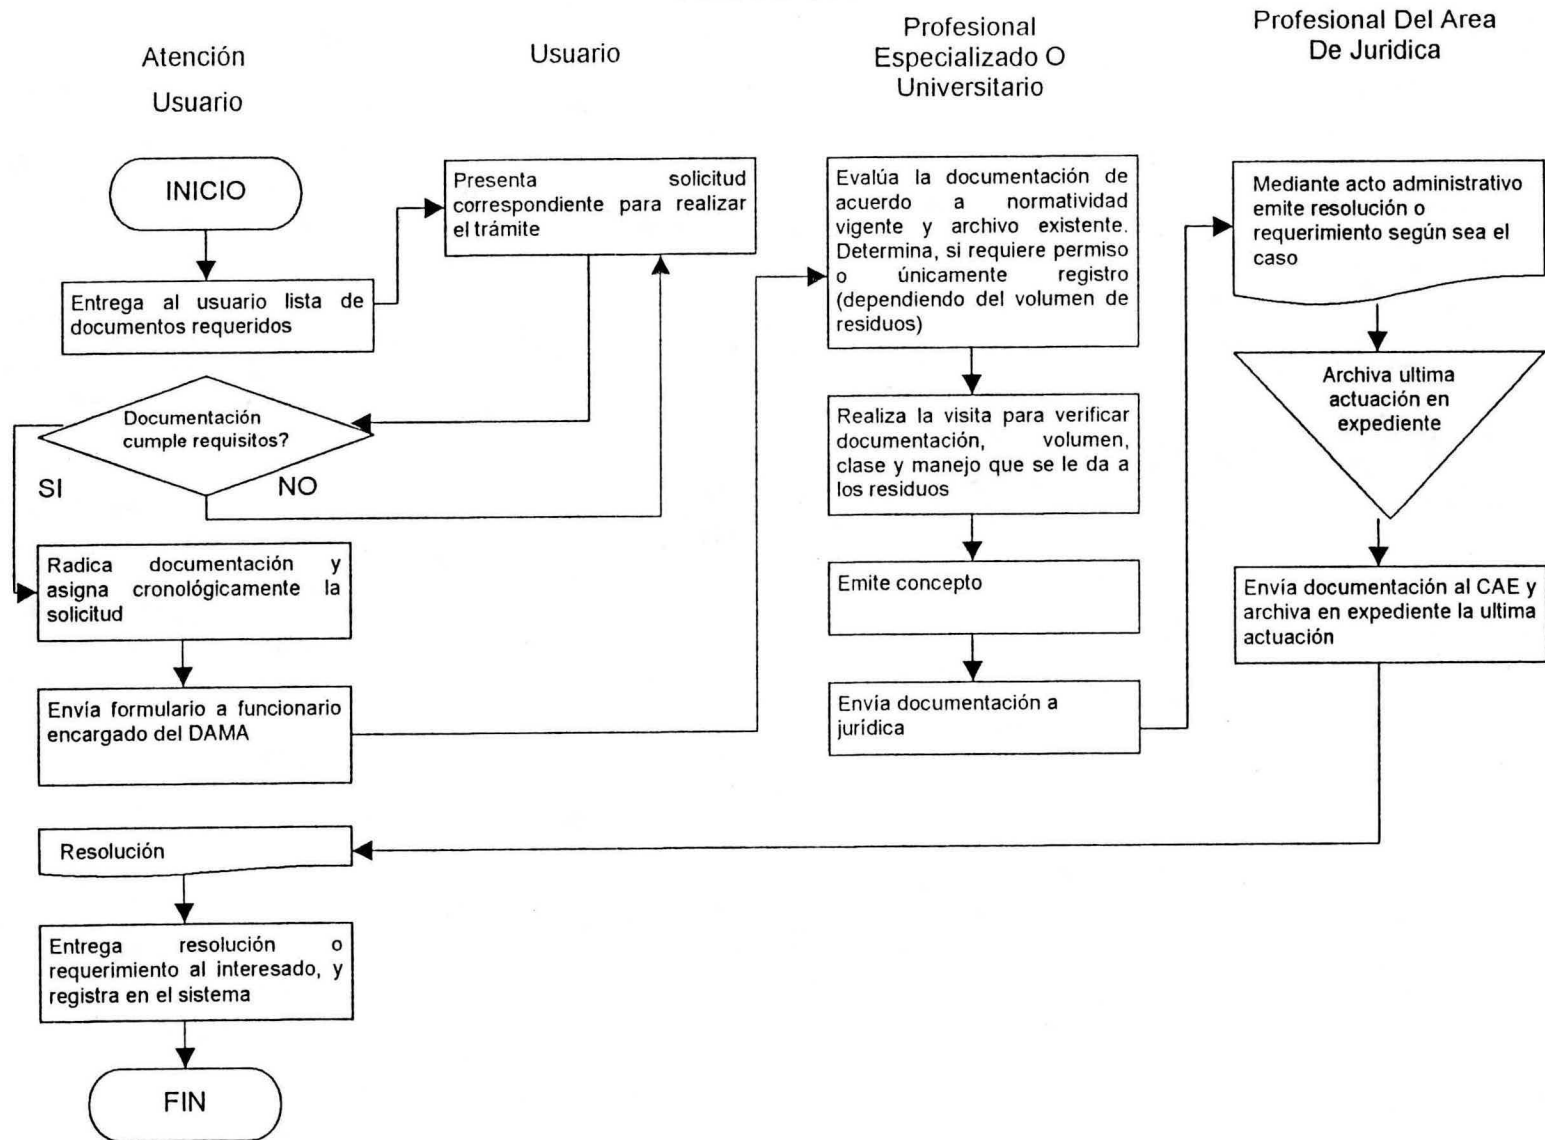 Atención
Usuario
Usuario
Profesional
Especializado O
Universitario
Profesional Del Area
De Juridica
INICIO
Entrega al usuario lista de
documentos requeridos
Presenta solicitud
correspondiente para realizar
el trámite
Documentación
cumple requisitos?
SI
NO
Radica documentación y
asigna cronológicamente la
solicitud
Envía formulario a funcionario
encargado del DAMA
Evalúa la documentación de
acuerdo a normatividad
vigente y archivo existente.
Determina, si requiere permiso
o únicamente registro
(dependiendo del volumen de
residuos)
Realiza la visita para verificar
documentación, volumen,
clase y manejo que se le da a
los residuos
Emite concepto
Envía documentación a
jurídica
Mediante acto administrativo
emite resolución o
requerimiento según sea el
caso
Archiva ultima
actuación en
expediente
Envía documentación al CAE y
archiva en expediente la ultima
actuación
Resolución
Entrega resolución o
requerimiento al interesado, y
registra en el sistema
FIN